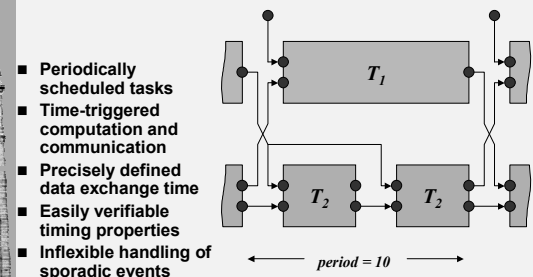 ■ Periodically
scheduled tasks
■ Time-triggered
computation and
communication
■ Precisely defined
data exchange time
■ Easily verifiable
timing properties
■ Inflexible handling of
sporadic events
T1
T2 T2
period = 10